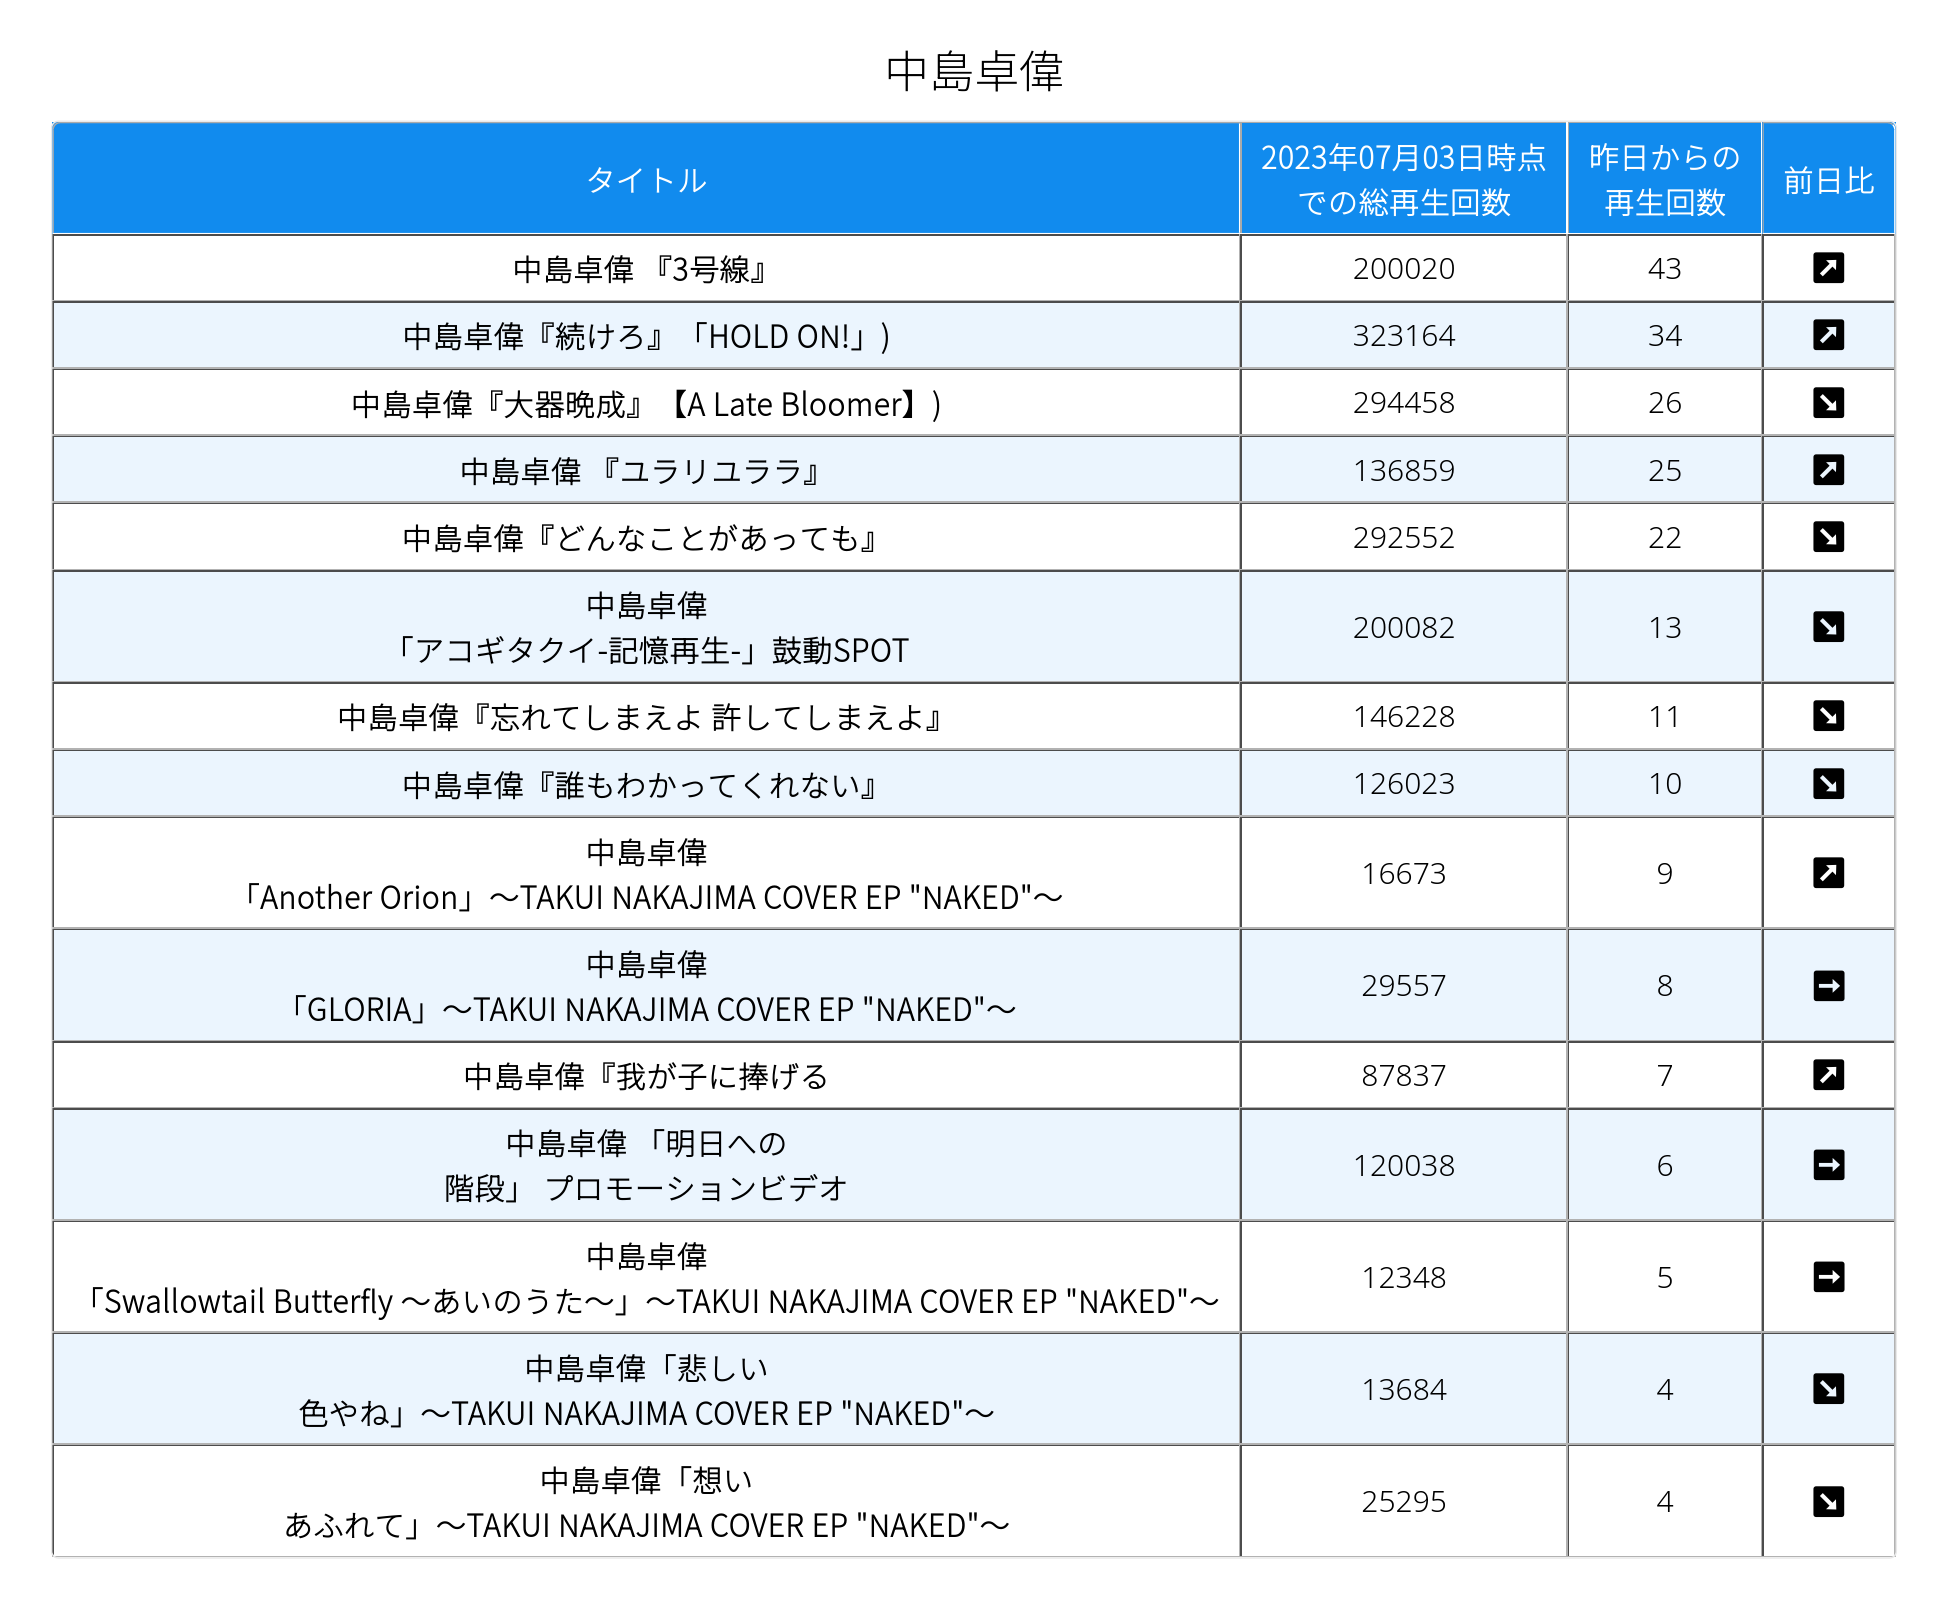 中島卓偉
タイトル
2023年07月03日時点
での総再生回数
昨日からの
再生回数
前日比
中島卓偉 『3号線』 200020 43 ↗
中島卓偉『続けろ』「HOLD ON!」) 323164 34 ↗
中島卓偉『大器晩成』【A Late Bloomer】) 294458 26 ↘
中島卓偉 『ユラリユララ』 136859 25 ↗
中島卓偉『どんなことがあっても』 292552 22 ↘
中島卓偉
「アコギタクイ-記憶再生-」鼓動SPOT 200082 13 ↘
中島卓偉『忘れてしまえよ 許してしまえよ』 146228 11 ↘
中島卓偉『誰もわかってくれない』 126023 10 ↘
中島卓偉
「Another Orion」～TAKUI NAKAJIMA COVER EP "NAKED"～ 16673 9 ↗
中島卓偉
「GLORIA」～TAKUI NAKAJIMA COVER EP "NAKED"～ 29557 8 →
中島卓偉『我が子に捧げる 87837 7 ↗
中島卓偉 「明日への
階段」 プロモーションビデオ 120038 6 →
中島卓偉
「Swallowtail Butterfly ～あいのうた～」～TAKUI NAKAJIMA COVER EP "NAKED"～ 12348 5 →
中島卓偉「悲しい
色やね」～TAKUI NAKAJIMA COVER EP "NAKED"～ 13684 4 ↘
中島卓偉「想い
あふれて」～TAKUI NAKAJIMA COVER EP "NAKED"～ 25295 4 ↘